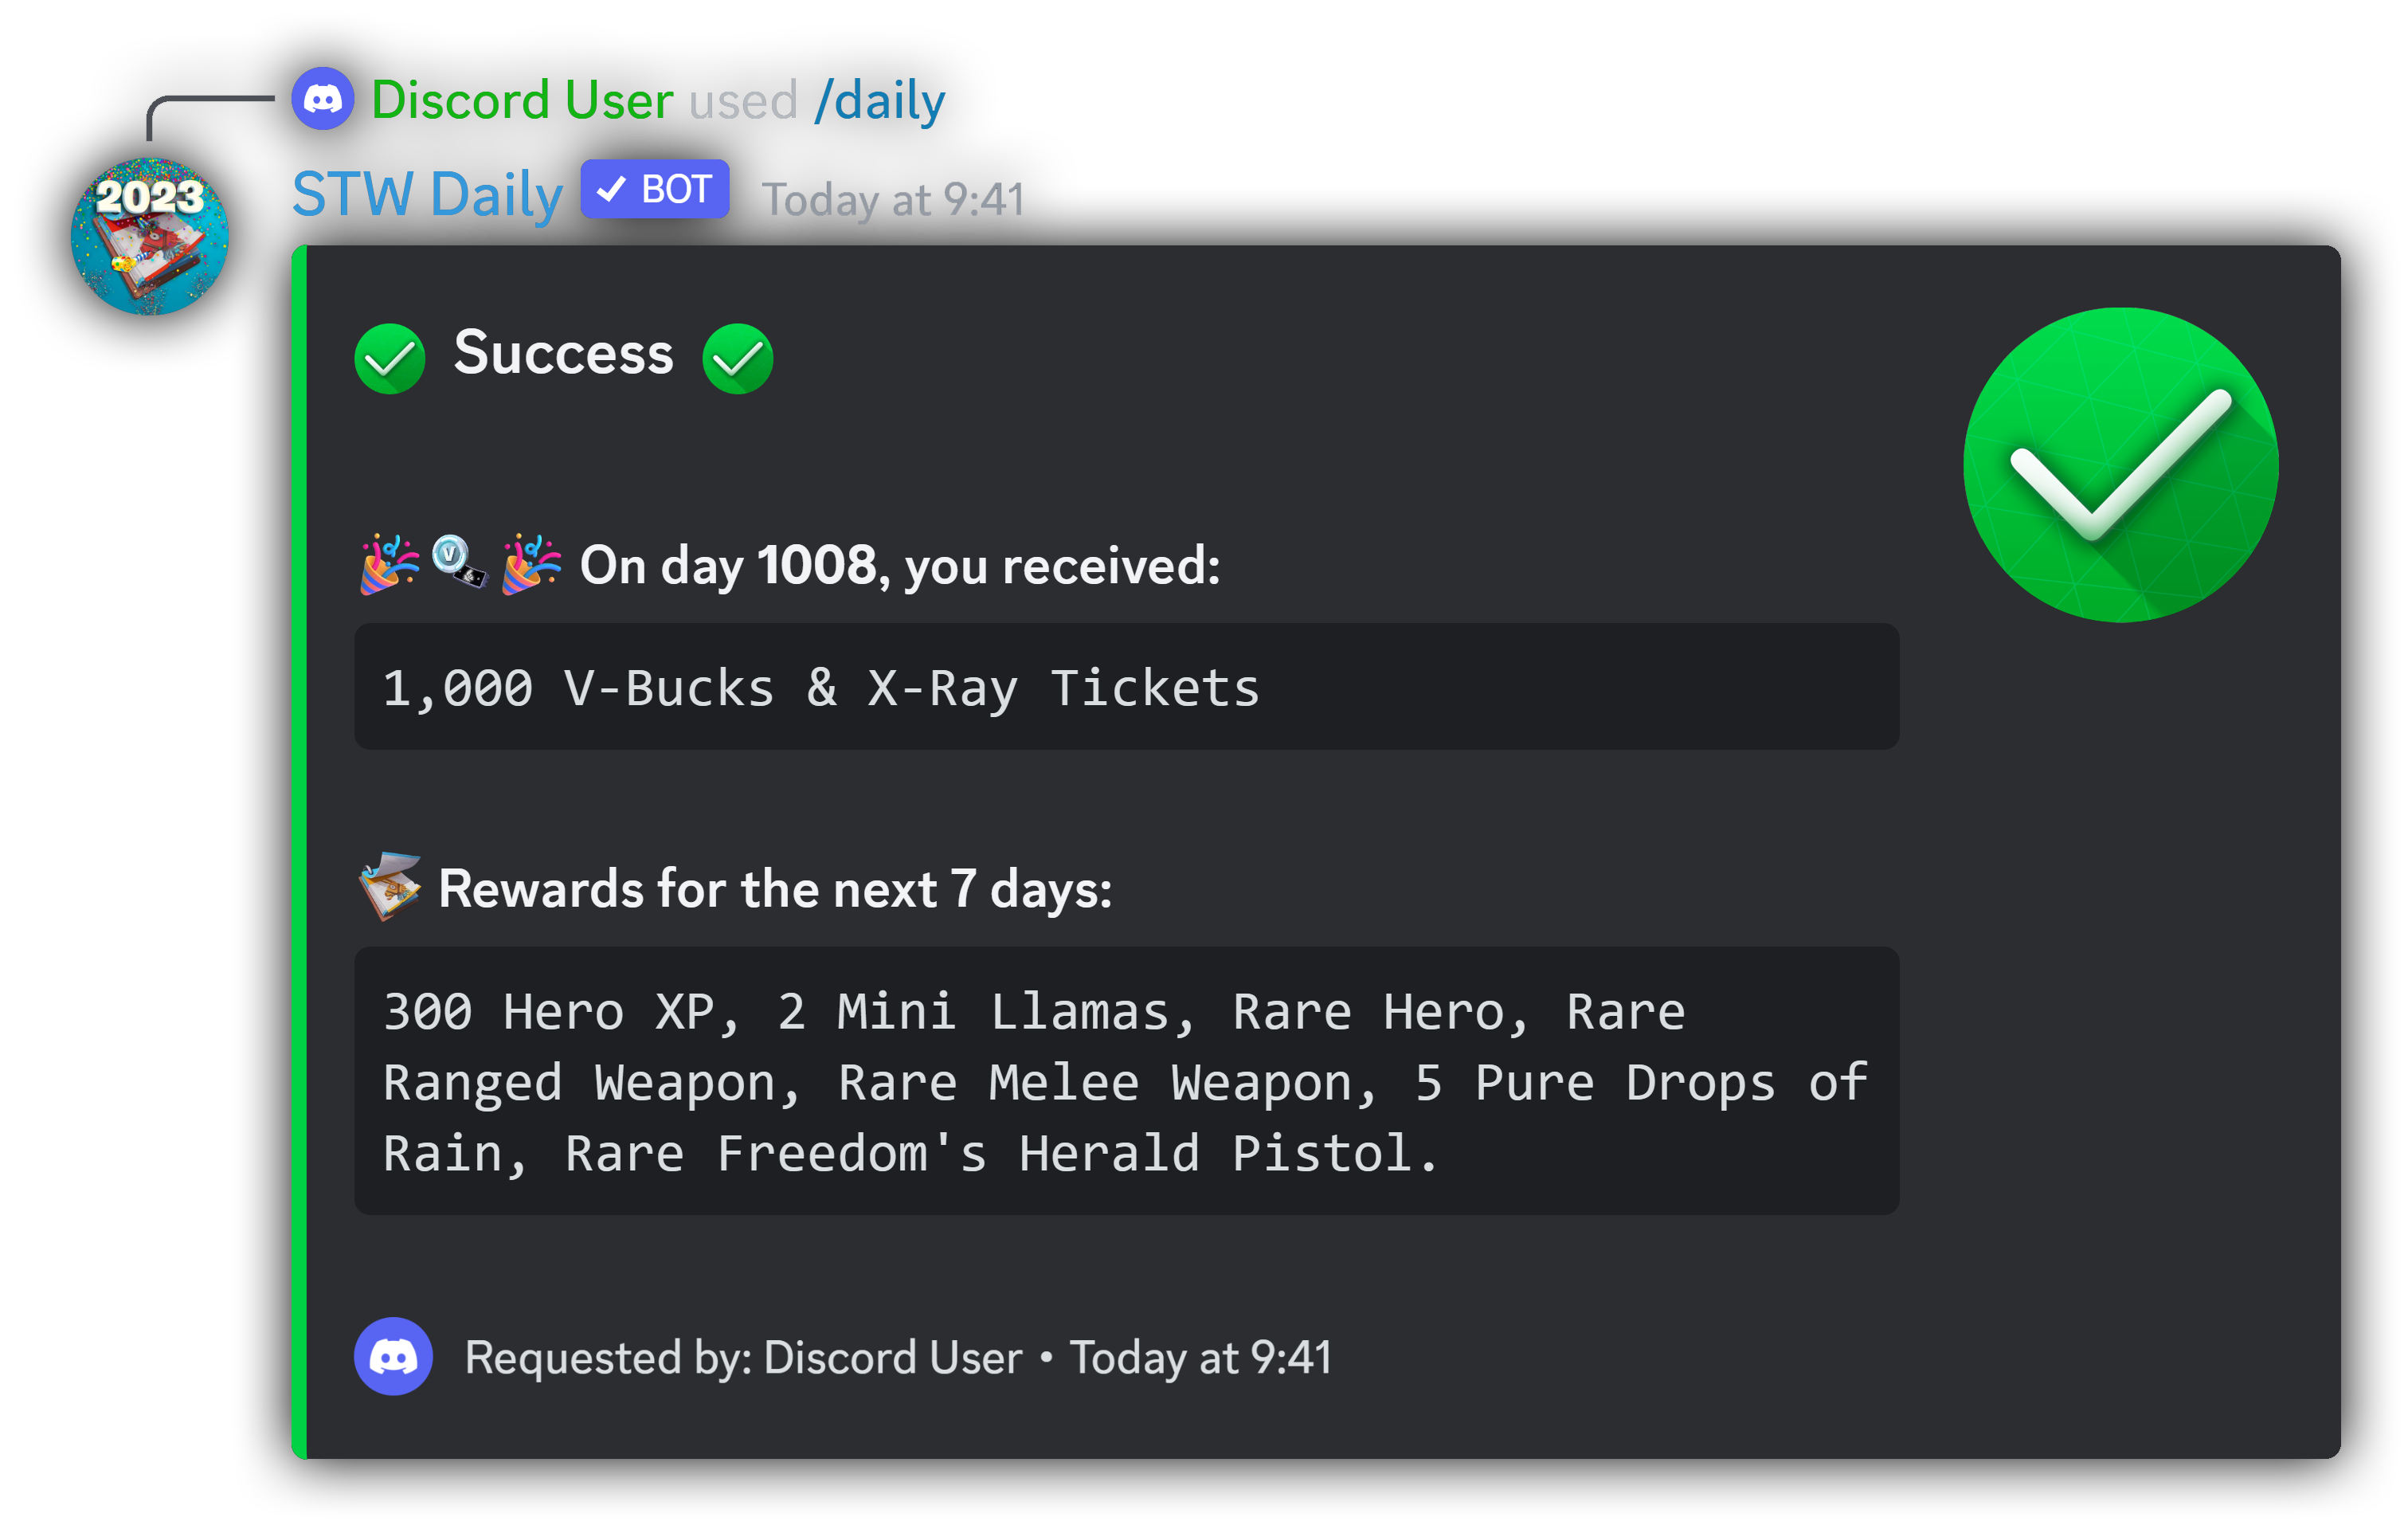 Discord User used /daily
2023
STW Daily ✓ BOT Today at 9:41
Success
On day 1008, you received:
1,000 V-Bucks & X-Ray Tickets
Rewards for the next 7 days:
300 Hero XP, 2 Mini Llamas, Rare Hero, Rare
Ranged Weapon, Rare Melee Weapon, 5 Pure Drops of
Rain, Rare Freedom's Herald Pistol.
Requested by: Discord User • Today at 9:41